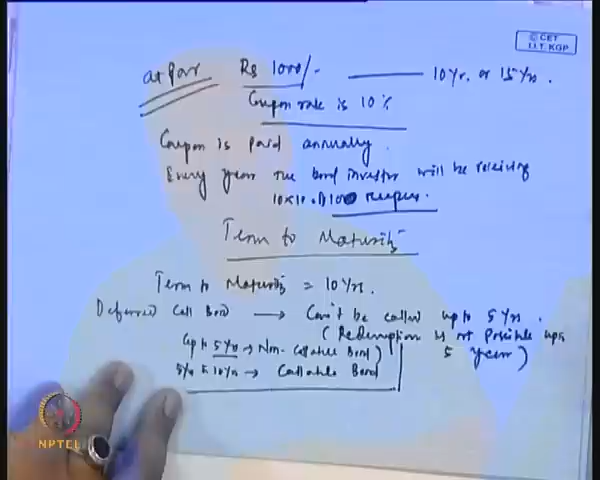 © CET
I.I.T. KGP
at Par Rs 1000/- 10 Yr. or 15 Yrs.
Coupon rate is 10%
Coupon is paid annually.
Every year the bond investor will be receiving
100 rupees.
Term to Maturity
Term to Maturity = 10 Yrs.
Deferred Call Bond → Can't be called up to 5 Yrs.
(Redemption is not possible upto
5 year)
Up to 5 Yrs → Non-Callable Bond
5 Yrs to 10 Yrs → Callable Bond
NPTEL